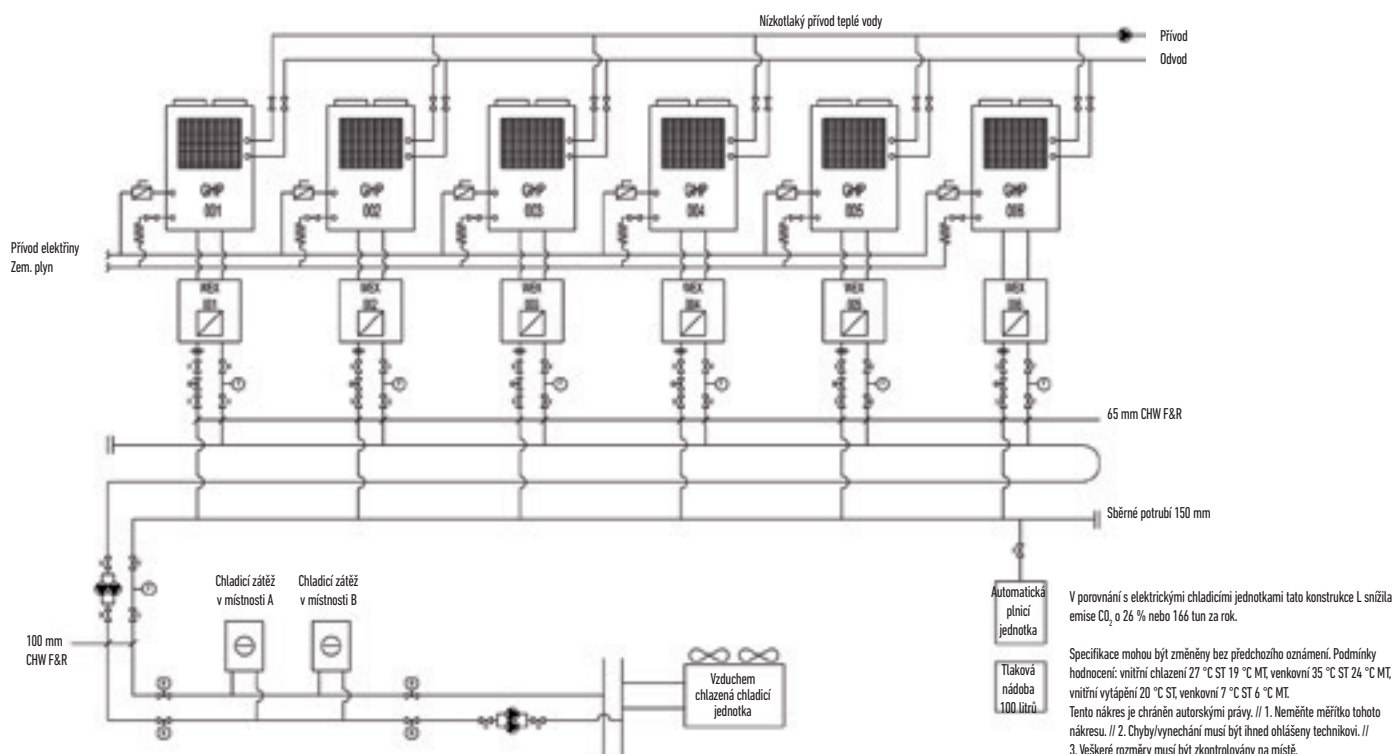 Nízkotlaký přívod teplé vody
Přívod
Odvod
GHP
001
GHP
002
GHP
003
GHP
004
GHP
005
GHP
006
Přívod elektřiny
Zem. plyn
WEX
001
WEX
002
WEX
003
WEX
004
WEX
005
WEX
006
65 mm CHW F&R
Sběrné potrubí 150 mm
Chladicí zátěž
v místnosti A
Chladicí zátěž
v místnosti B
100 mm
CHW F&R
Vzduchem
chlazená chladicí
jednotka
Automatická
plnicí
jednotka
Tlaková
nádoba
100 litrů
V porovnání s elektrickými chladicími jednotkami tato konstrukce L snížila
emise CO₂ o 26 % nebo 166 tun za rok.
Specifikace mohou být změněny bez předchozího oznámení. Podmínky
hodnocení: vnitřní chlazení 27 °C ST 19 °C MT, venkovní 35 °C ST 24 °C MT,
vnitřní vytápění 20 °C ST, venkovní 7 °C ST 6 °C MT.
Tento nákres je chráněn autorskými právy. // 1. Neměňte měřítko tohoto
nákresu. // 2. Chyby/vynechání musí být ihned ohlášeny technikovi. //
3. Veškeré rozměry musí být zkontrolovány na místě.